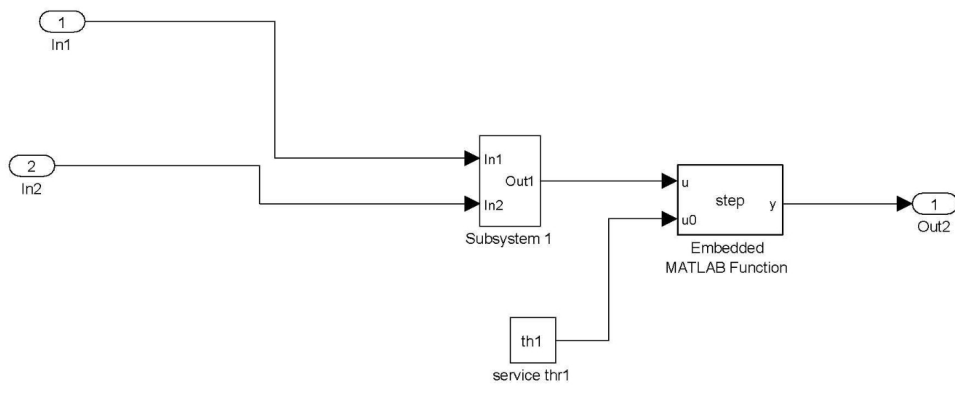 1
In1
2
In2
In1
Out1
In2
Subsystem 1
u
step
y
u0
Embedded
MATLAB Function
1
Out2
th1
service thr1